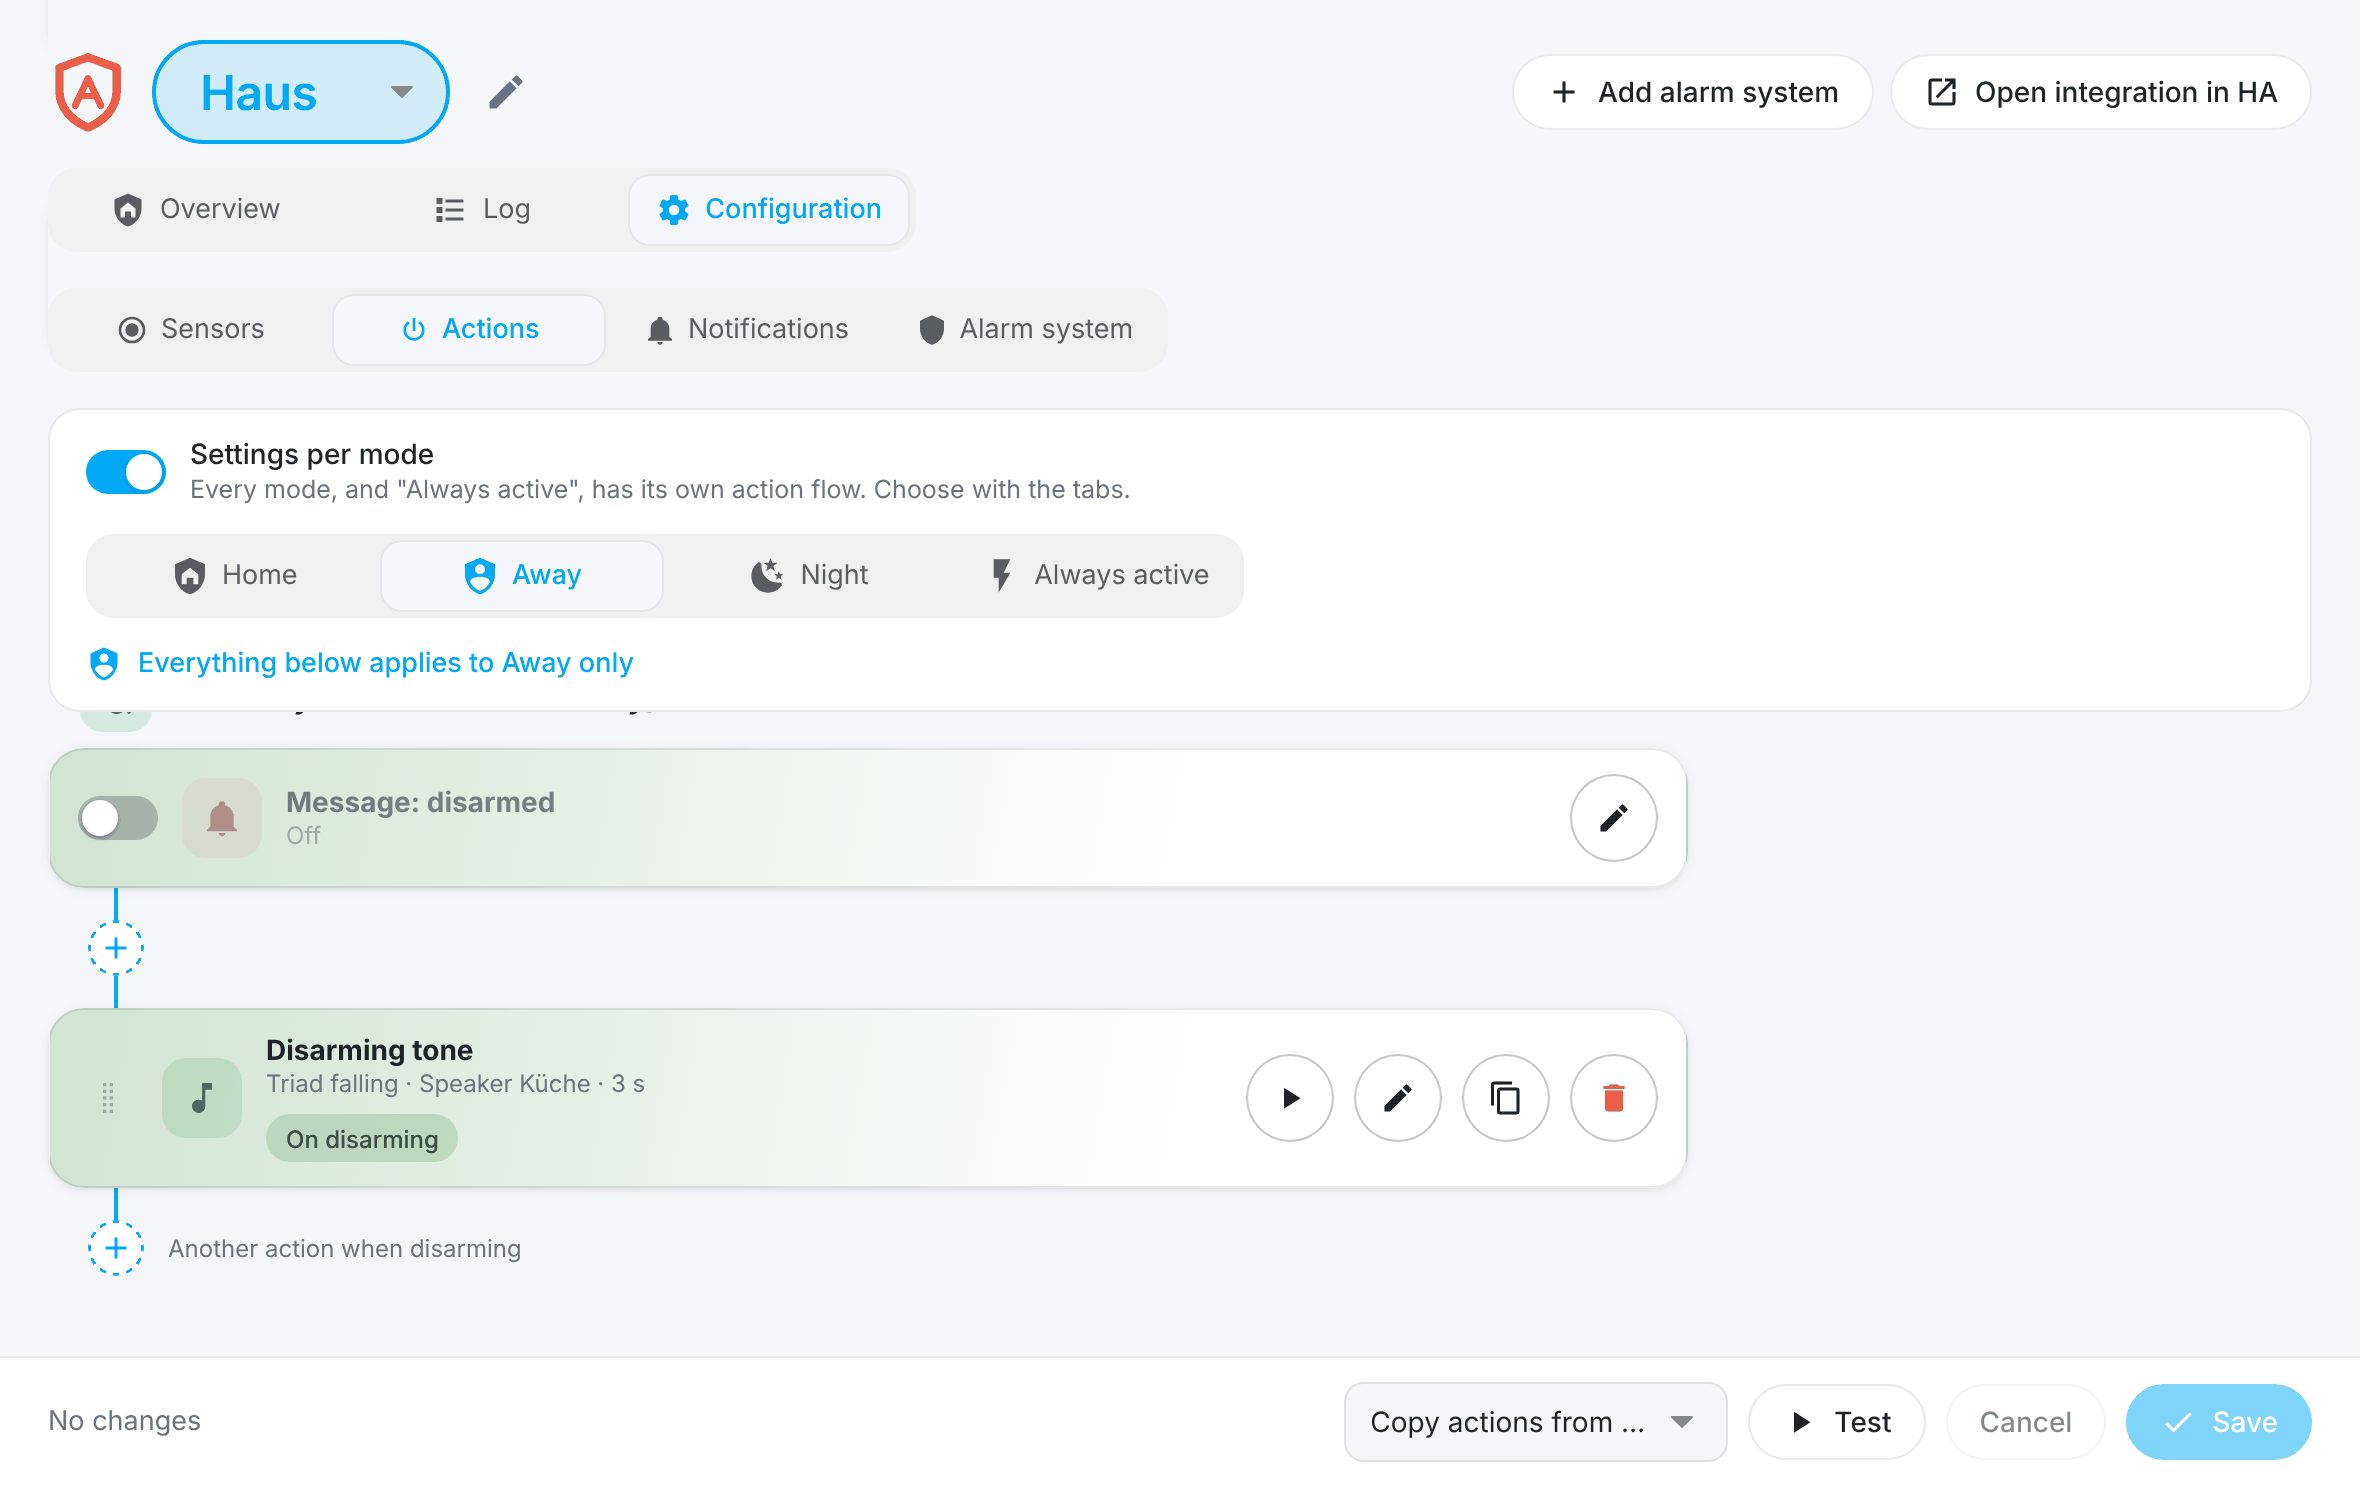 Haus
Add alarm system
Open integration in HA
Overview
Log
Configuration
Sensors
Actions
Notifications
Alarm system
Settings per mode
Every mode, and "Always active", has its own action flow. Choose with the tabs.
Home
Away
Night
Always active
Everything below applies to Away only
Message: disarmed
Off
Disarming tone
Triad falling · Speaker Küche · 3 s
On disarming
Another action when disarming
No changes
Copy actions from ...
Test
Cancel
Save